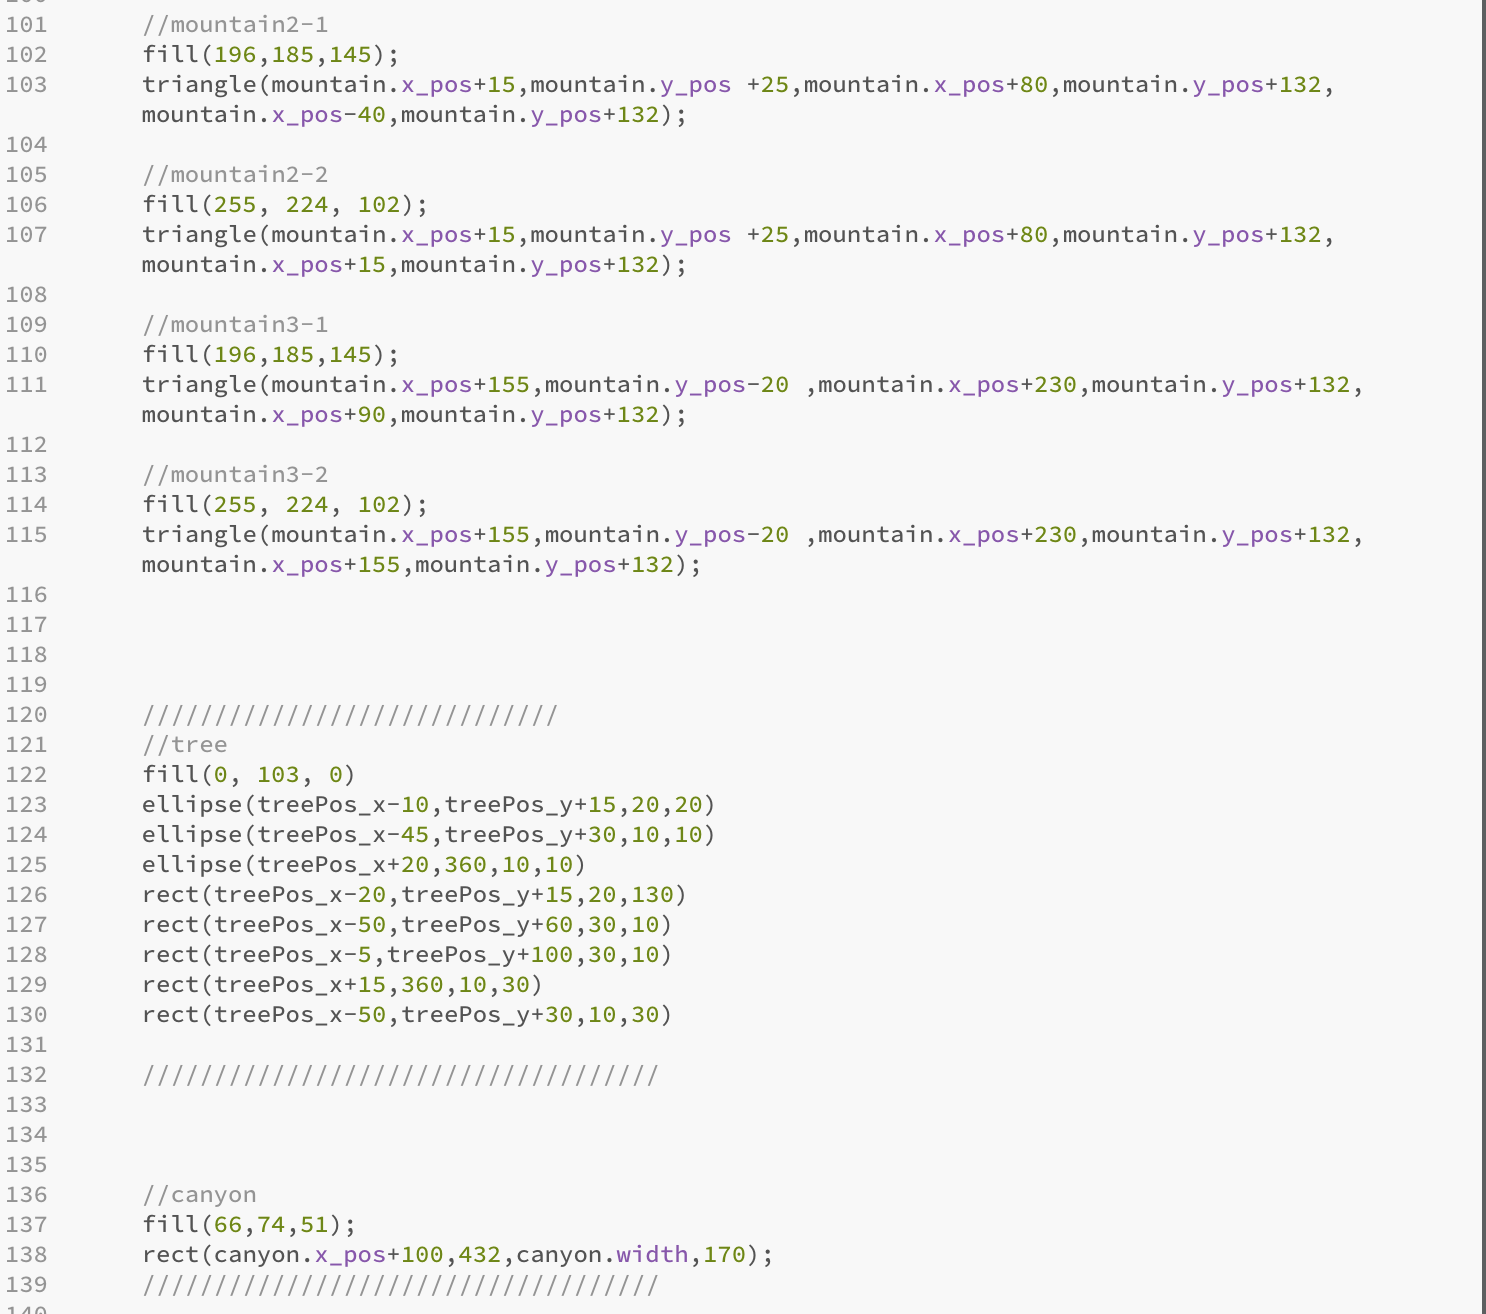 101 //mountain2-1
102 fill(196,185,145);
103 triangle(mountain.x_pos+15,mountain.y_pos +25,mountain.x_pos+80,mountain.y_pos+132,
mountain.x_pos-40,mountain.y_pos+132);
104
105 //mountain2-2
106 fill(255, 224, 102);
107 triangle(mountain.x_pos+15,mountain.y_pos +25,mountain.x_pos+80,mountain.y_pos+132,
mountain.x_pos+15,mountain.y_pos+132);
108
109 //mountain3-1
110 fill(196,185,145);
111 triangle(mountain.x_pos+155,mountain.y_pos-20 ,mountain.x_pos+230,mountain.y_pos+132,
mountain.x_pos+90,mountain.y_pos+132);
112
113 //mountain3-2
114 fill(255, 224, 102);
115 triangle(mountain.x_pos+155,mountain.y_pos-20 ,mountain.x_pos+230,mountain.y_pos+132,
mountain.x_pos+155,mountain.y_pos+132);
116
117
118
119
120 /////////////////////////////
121 //tree
122 fill(0, 103, 0)
123 ellipse(treePos_x-10,treePos_y+15,20,20)
124 ellipse(treePos_x-45,treePos_y+30,10,10)
125 ellipse(treePos_x+20,360,10,10)
126 rect(treePos_x-20,treePos_y+15,20,130)
127 rect(treePos_x-50,treePos_y+60,30,10)
128 rect(treePos_x-5,treePos_y+100,30,10)
129 rect(treePos_x+15,360,10,30)
130 rect(treePos_x-50,treePos_y+30,10,30)
131
132 ////////////////////////////////////
133
134
135
136 //canyon
137 fill(66,74,51);
138 rect(canyon.x_pos+100,432,canyon.width,170);
139 ////////////////////////////////////